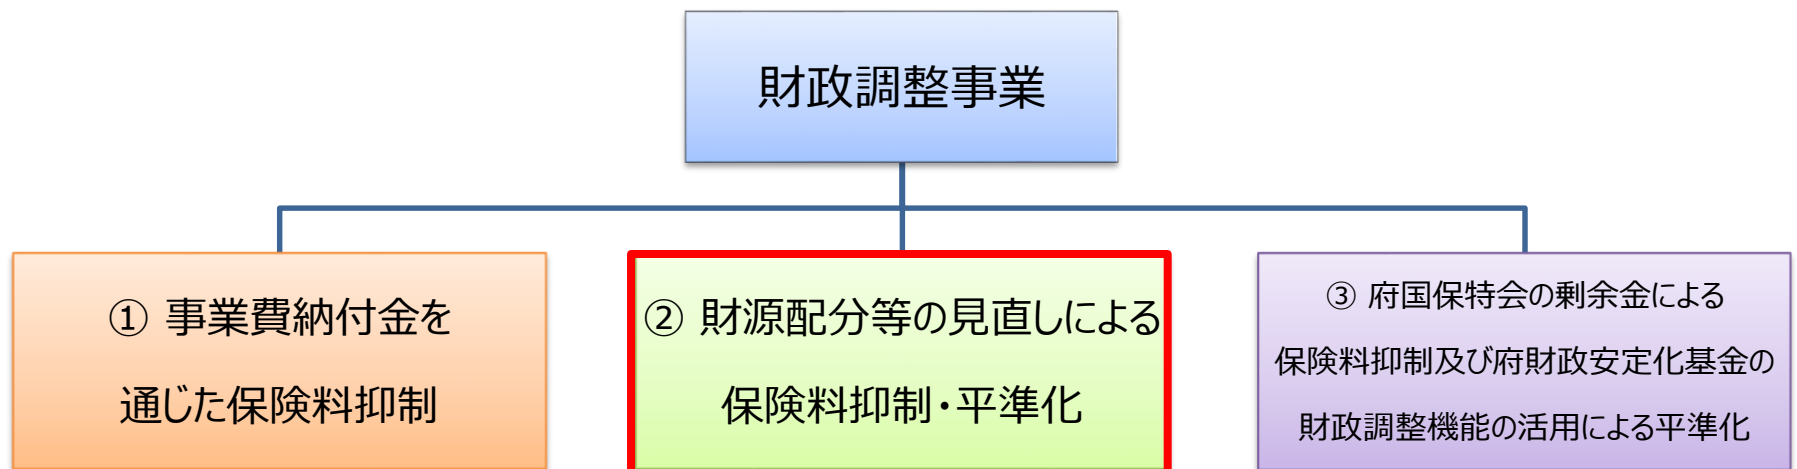 財政調整事業
① 事業費納付金を
通じた保険料抑制
② 財源配分等の見直しによる
保険料抑制・平準化
③ 府国保特会の剰余金による
保険料抑制及び府財政安定化基金の
財政調整機能の活用による平準化